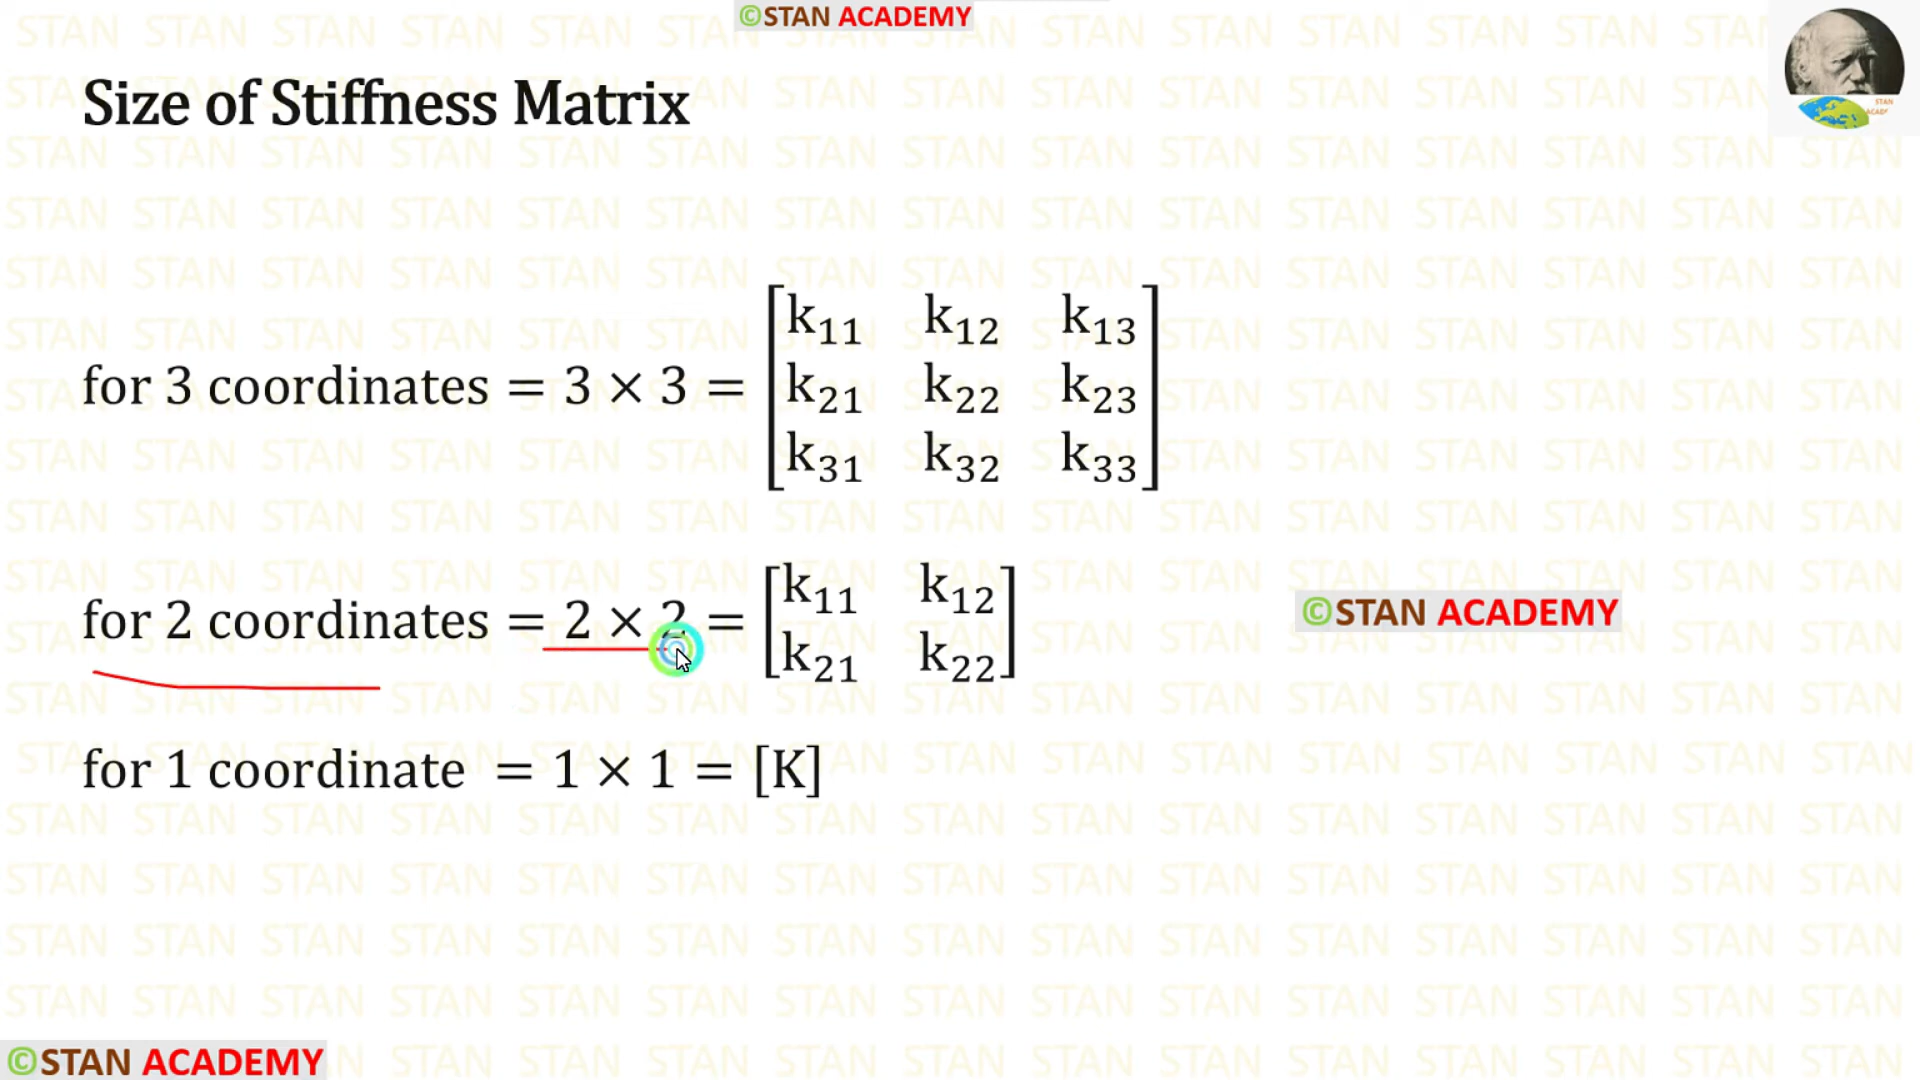 ©STAN ACADEMY
Size of Stiffness Matrix
STAN
ACADE
for 3 coordinates = 3 × 3 = [k₁₁ k₁₂ k₁₃
k₂₁ k₂₂ k₂₃
k₃₁ k₃₂ k₃₃]
for 2 coordinates = 2 × 2 = [k₁₁ k₁₂
k₂₁ k₂₂]
©STAN ACADEMY
for 1 coordinate = 1 × 1 = [K]
©STAN ACADEMY